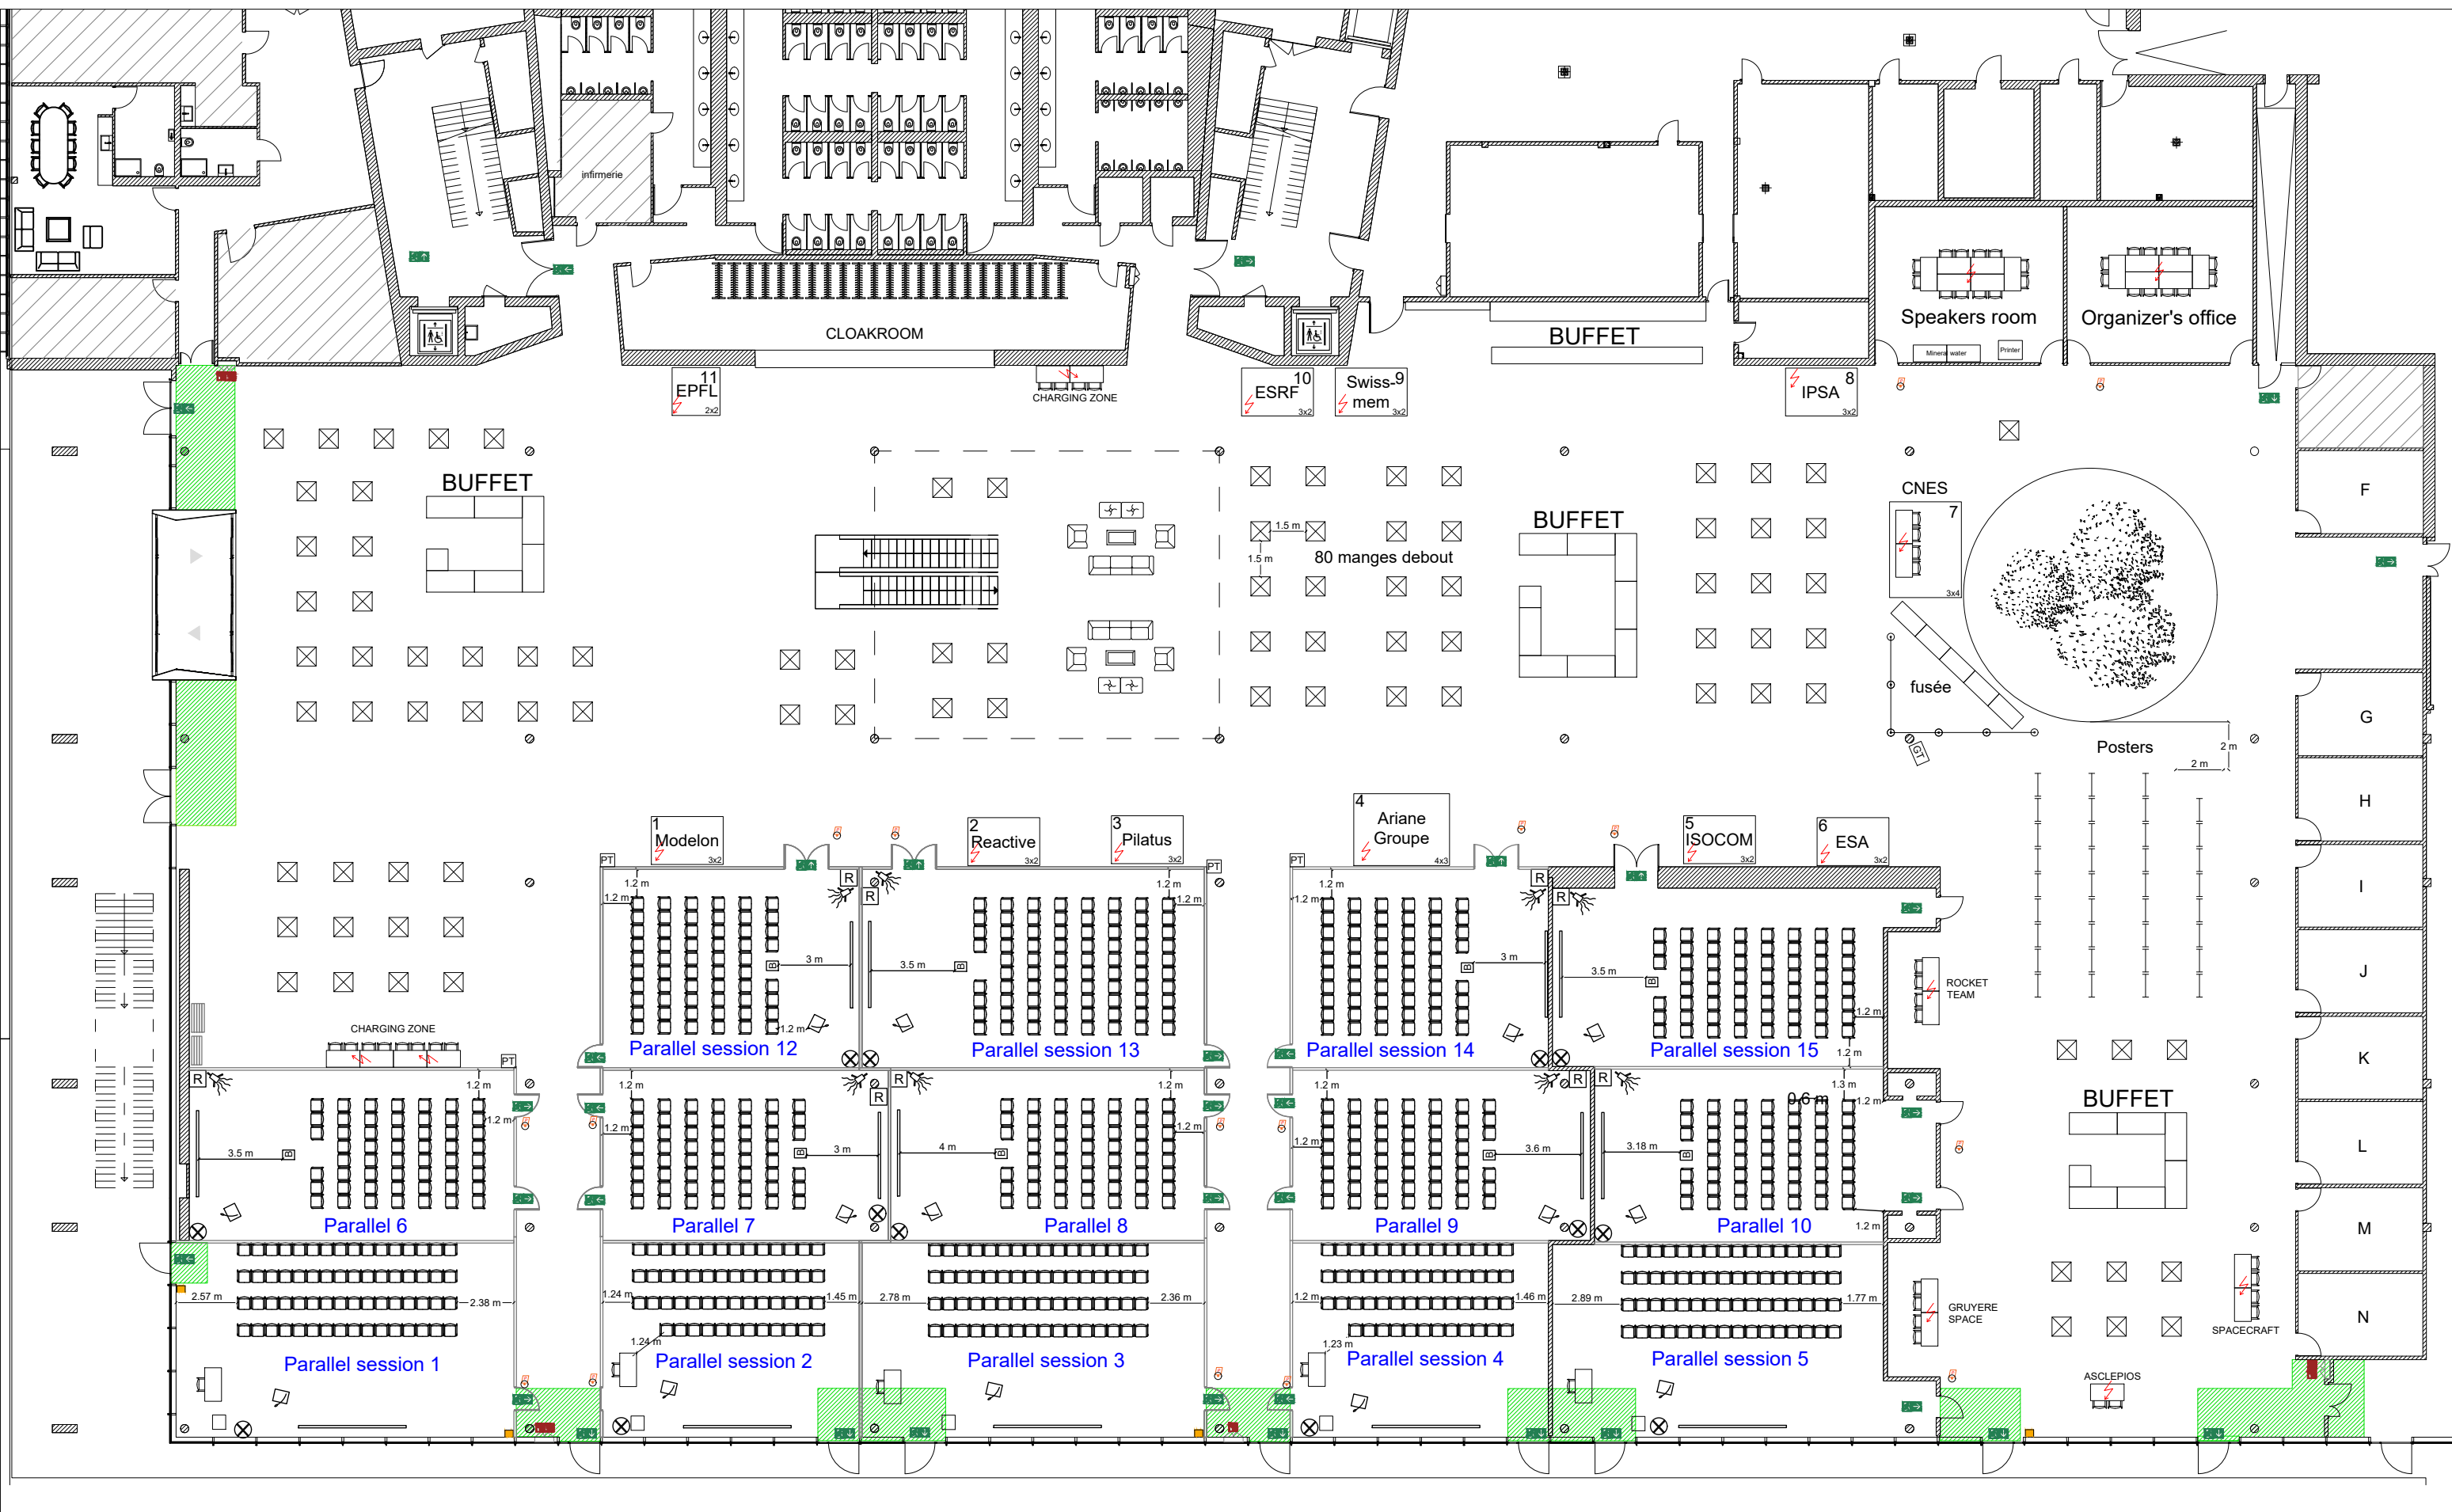 infirmerie
CLOAKROOM
BUFFET
Speakers room
Organizer's office
Mineral water
Printer
11
EPFL
2x2
CHARGING ZONE
10
ESRF
3x2
Swiss-9
mem
3x2
8
IPSA
3x2
BUFFET
BUFFET
1.5 m
1.5 m
80 manges debout
CNES
7
3x4
F
fusée
GT
Posters
2 m
2 m
G
H
I
J
K
L
M
N
1
Modelon
3x2
2
Reactive
3x2
3
Pilatus
3x2
4
Ariane
Groupe
4x3
5
ISOCOM
3x2
6
ESA
3x2
PT
PT
PT
R
R
R
R
1.2 m
1.2 m
1.2 m
1.2 m
1.2 m
1.2 m
B
3 m
3.5 m
B
B
3 m
3.5 m
B
1.2 m
1.2 m
ROCKET
TEAM
CHARGING ZONE
PT
Parallel session 12
Parallel session 13
Parallel session 14
Parallel session 15
1.2 m
R
1.2 m
1.2 m
R
R
1.2 m
1.2 m
R
R
1.3 m
0.6 m
1.2 m
1.2 m
1.2 m
1.2 m
1.2 m
3.5 m
B
B
3 m
4 m
B
B
3.6 m
3.18 m
B
BUFFET
Parallel 6
Parallel 7
Parallel 8
Parallel 9
Parallel 10
1.2 m
2.57 m
2.38 m
1.24 m
1.45 m
2.78 m
2.36 m
1.2 m
1.46 m
2.89 m
1.77 m
1.24 m
1.23 m
GRUYERE
SPACE
SPACECRAFT
Parallel session 1
Parallel session 2
Parallel session 3
Parallel session 4
Parallel session 5
ASCLEPIOS